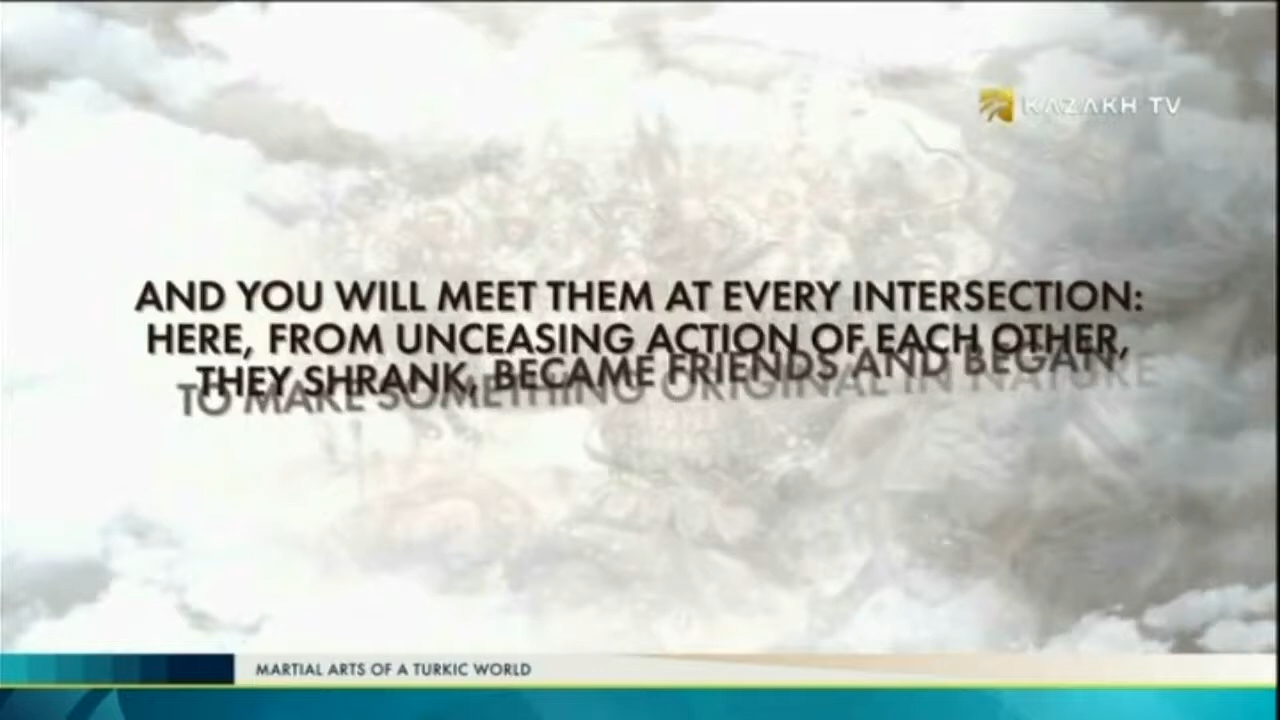 KAZAKH TV
AND YOU WILL MEET THEM AT EVERY INTERSECTION:
HERE, FROM UNCEASING ACTION OF EACH OTHER,
THEY SHRANK, BECAME FRIENDS AND BEGAN
TO MAKE SOMETHING ORIGINAL IN NATURE
MARTIAL ARTS OF A TURKIC WORLD